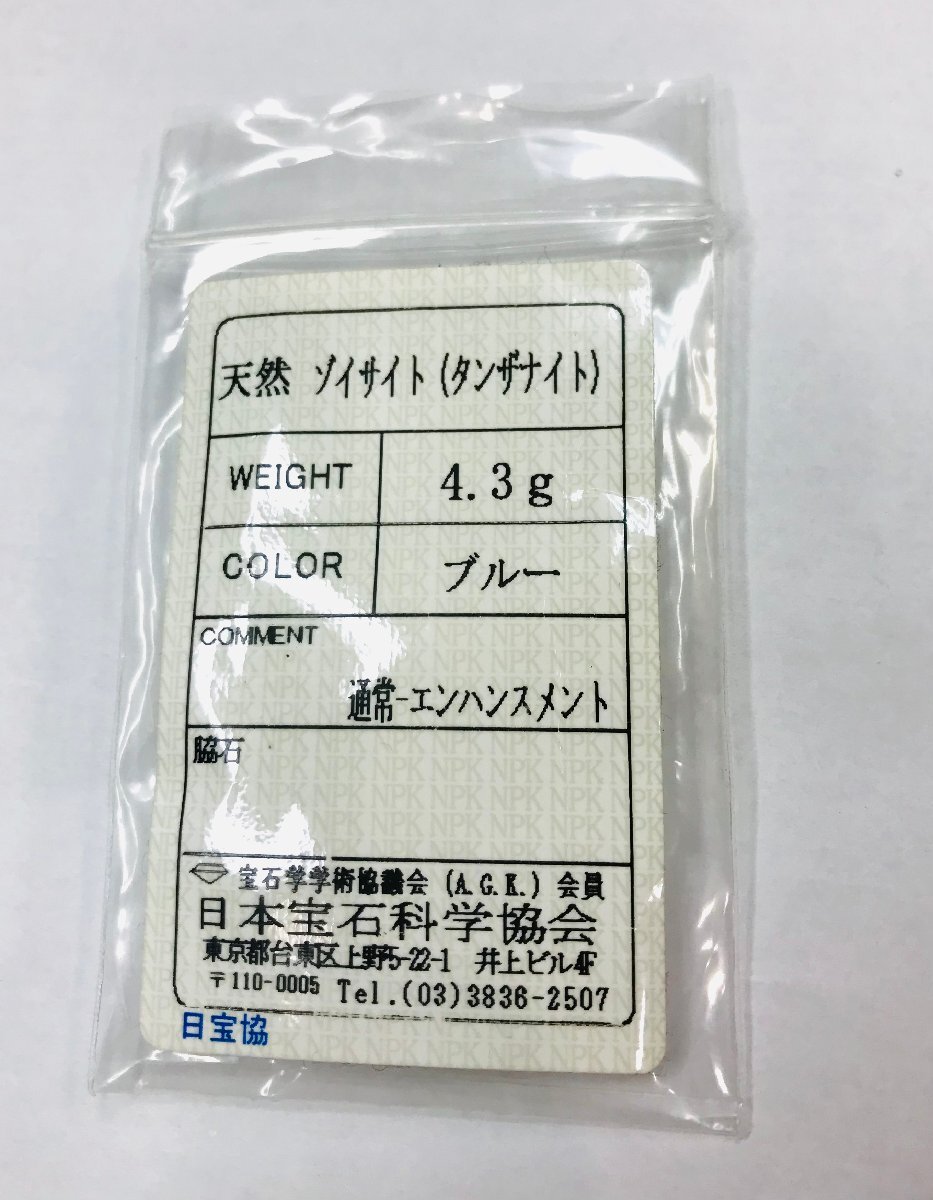 天然 ゾイサイト(タンザナイト)
WEIGHT 4.3g
COLOR ブルー
COMMENT
通常-エンハンスメント
脇石
宝石学学術協議会 (A.G.K.) 会員
日本宝石科学協会
東京都台東区上野5-22-1 井上ビル4F
〒110-0005 Tel.(03)3836-2507
日宝協